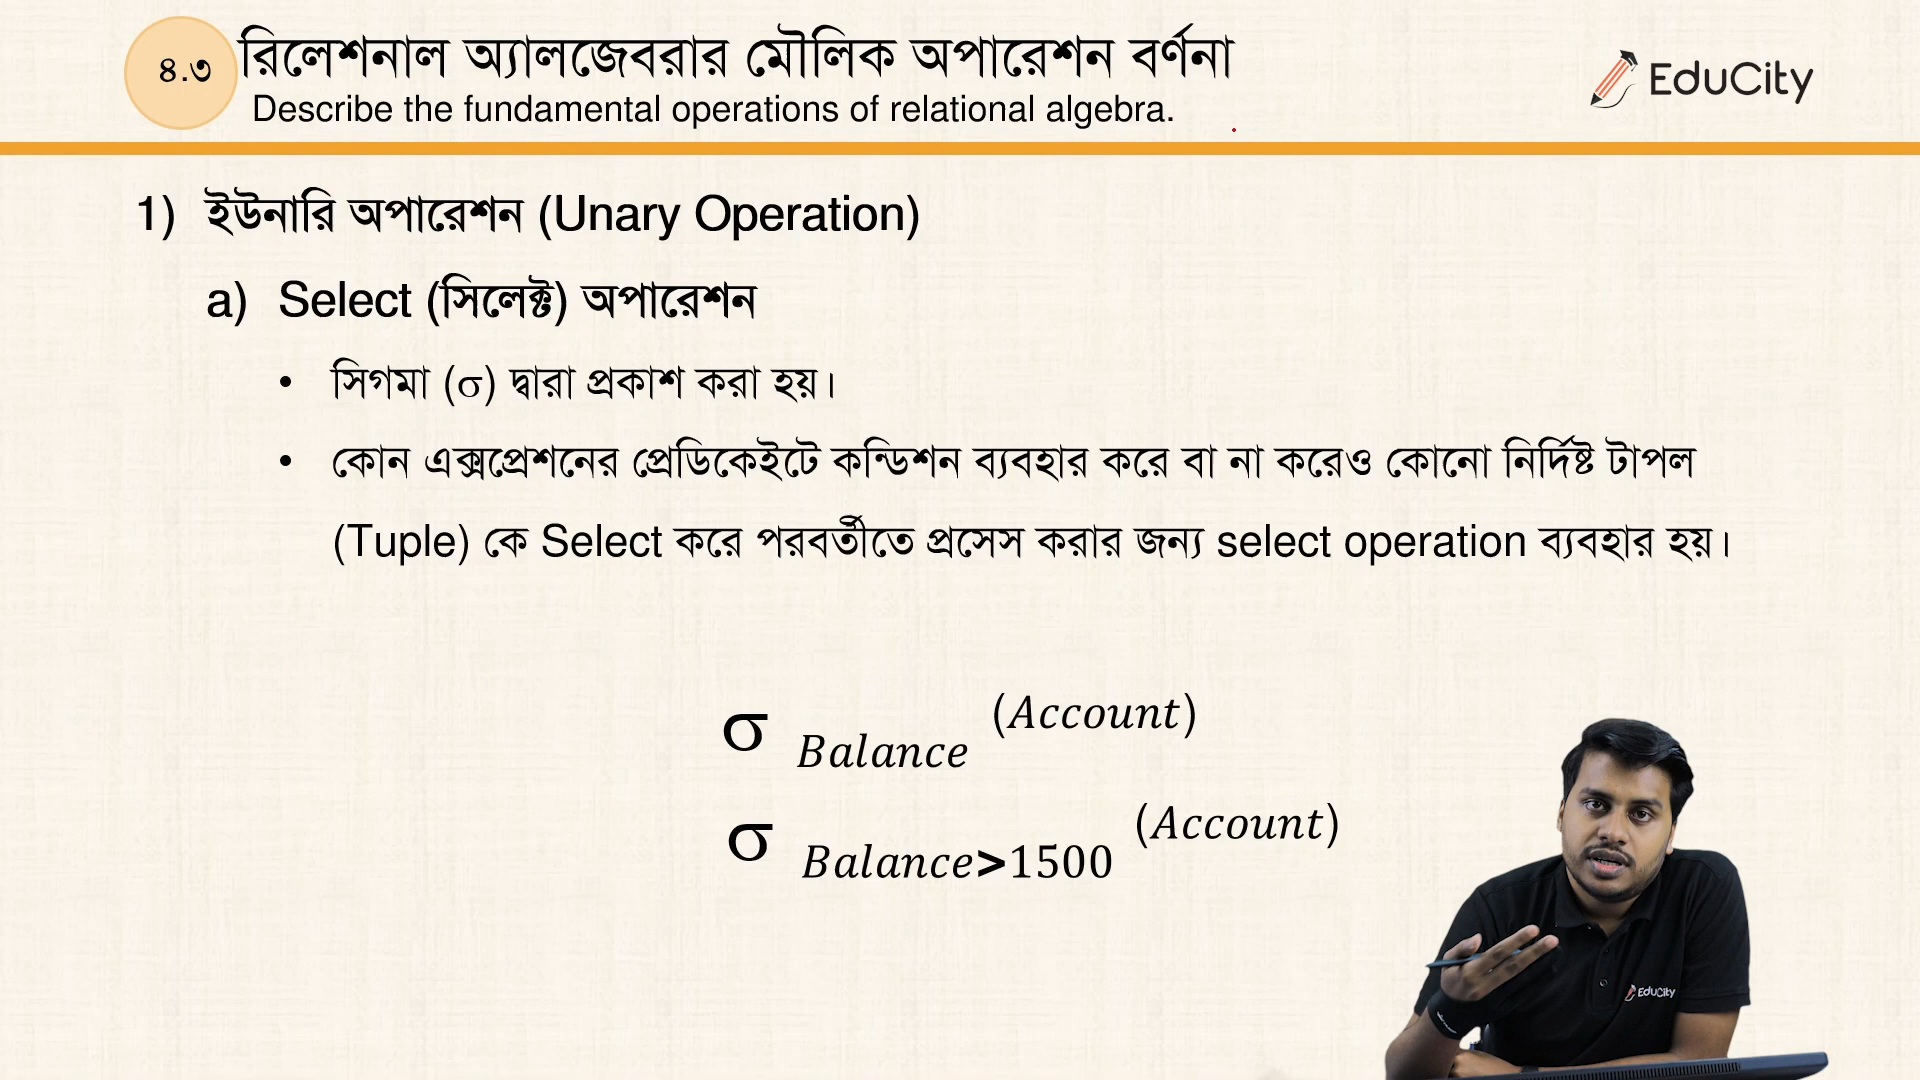 ৪.৩
রিলেশনাল অ্যালজেবরার মৌলিক অপারেশন বর্ণনা
Describe the fundamental operations of relational algebra.
EduCity
1) ইউনারি অপারেশন (Unary Operation)
a) Select (সিলেক্ট) অপারেশন
• সিগমা (σ) দ্বারা প্রকাশ করা হয়।
• কোন এক্সপ্রেশনের প্রেডিকেইটে কন্ডিশন ব্যবহার করে বা না করেও কোনো নির্দিষ্ট টাপল
(Tuple) কে Select করে পরবর্তীতে প্রসেস করার জন্য select operation ব্যবহার হয়।
σ Balance (Account)
σ Balance>1500 (Account)
EduCity